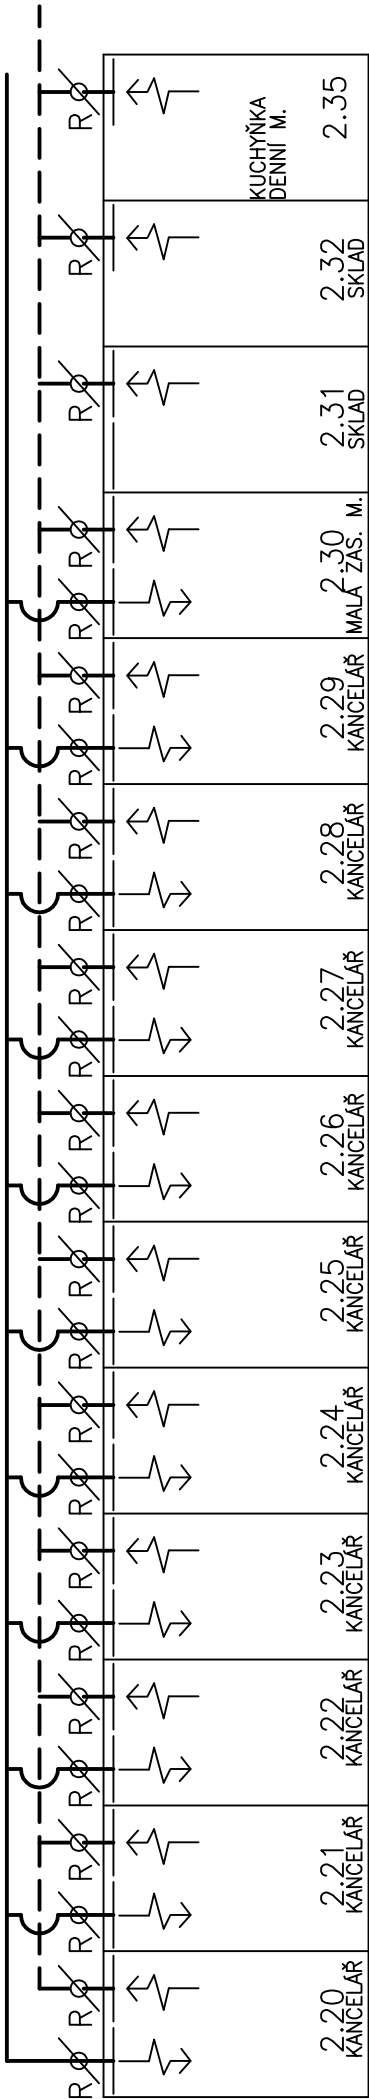 R R R R R R R R R R R R R R R R R R R R R R R R R
2.20
KANCELÁŘ
2.21
KANCELÁŘ
2.22
KANCELÁŘ
2.23
KANCELÁŘ
2.24
KANCELÁŘ
2.25
KANCELÁŘ
2.26
KANCELÁŘ
2.27
KANCELÁŘ
2.28
KANCELÁŘ
2.29
KANCELÁŘ
2.30
MALÁ ZAS. M.
2.31
SKLAD
2.32
SKLAD
KUCHYŇKA
DENNÍ M.
2.35